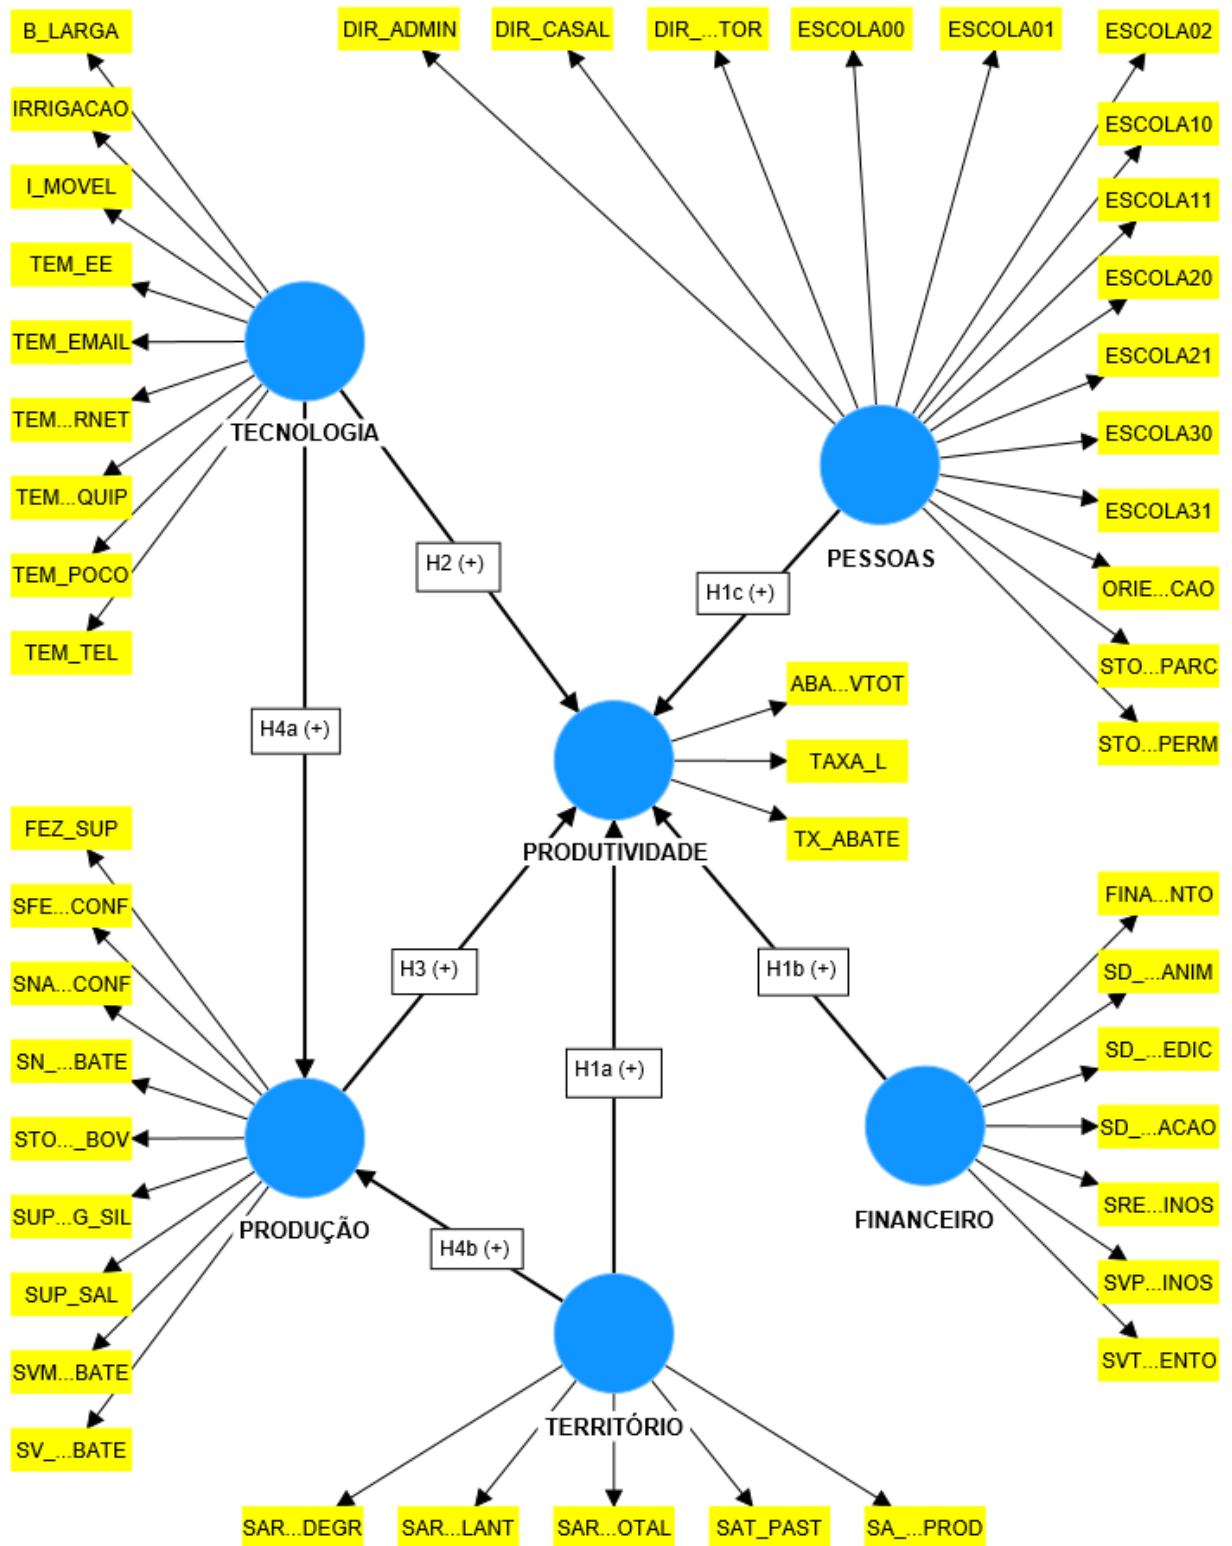 B_LARGA
DIR_ADMIN
DIR_CASAL
DIR_...TOR
ESCOLA00
ESCOLA01
ESCOLA02
IRRIGACAO
ESCOLA10
I_MOVEL
ESCOLA11
TEM_EE
ESCOLA20
TEM_EMAIL
ESCOLA21
TEM...RNET
TECNOLOGIA
ESCOLA30
TEM...QUIP
ESCOLA31
H2 (+)
PESSOAS
TEM_POCO
H1c (+)
ORIE...CAO
TEM_TEL
STO...PARC
ABA...VTOT
H4a (+)
STO...PERM
TAXA_L
FEZ_SUP
TX_ABATE
PRODUTIVIDADE
SFE...CONF
FINA...NTO
H3 (+)
H1b (+)
SNA...CONF
SD_...ANIM
SN_...BATE
H1a (+)
SD_...EDIC
STO..._BOV
SD_...ACAO
SUP...G_SIL
PRODUÇÃO
FINANCEIRO
SRE...INOS
H4b (+)
SUP_SAL
SVP...INOS
SVM...BATE
SVT...ENTO
TERRITÓRIO
SV_...BATE
SAR...DEGR
SAR...LANT
SAR...OTAL
SAT_PAST
SA_...PROD